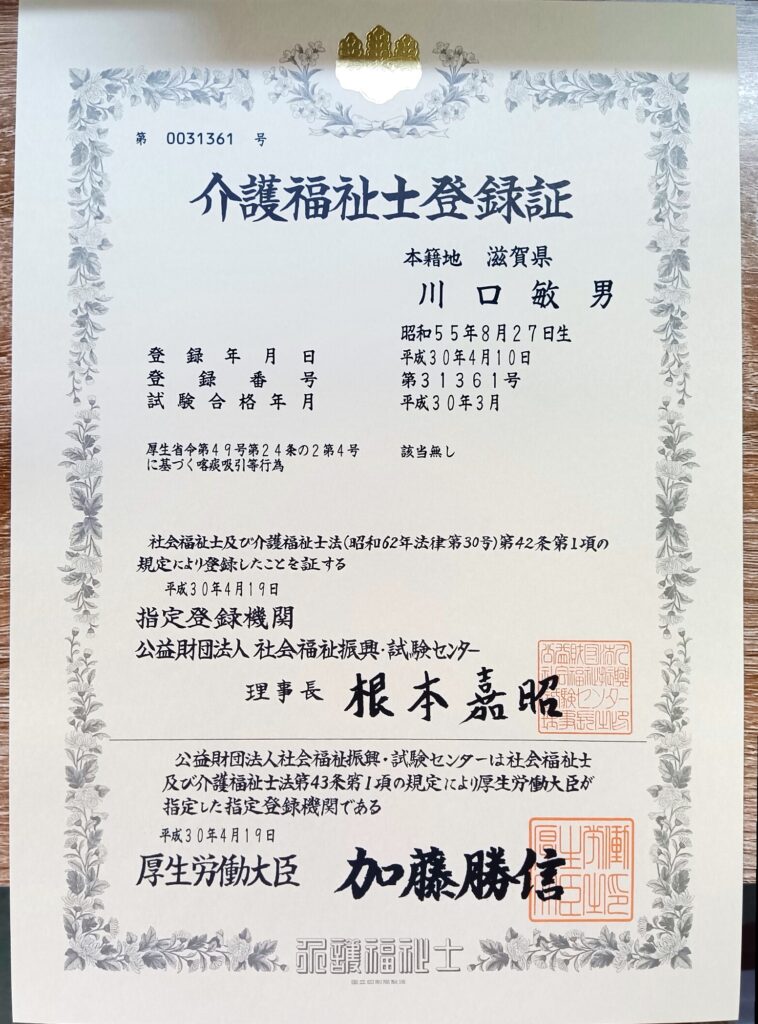 第 0031361 号
介護福祉士登録証
本籍地 滋賀県
川口敏男
昭和55年8月27日生
登録年月日 平成30年4月10日
登録番号 第31361号
試験合格年月 平成30年3月
厚生省令第49号第24条の2第4号 該当無し
に基づく喀痰吸引等行為
社会福祉士及び介護福祉士法(昭和62年法律第30号)第42条第1項の
規定により登録したことを証する
平成30年4月19日
指定登録機関
公益財団法人 社会福祉振興・試験センター
理事長 根本嘉昭
公益財団法人社会福祉振興・試験センターは社会福祉士
及び介護福祉士法第43条第1項の規定により厚生労働大臣が
指定した指定登録機関である
平成30年4月19日
厚生労働大臣 加藤勝信
介護福祉士
国立印刷局製造